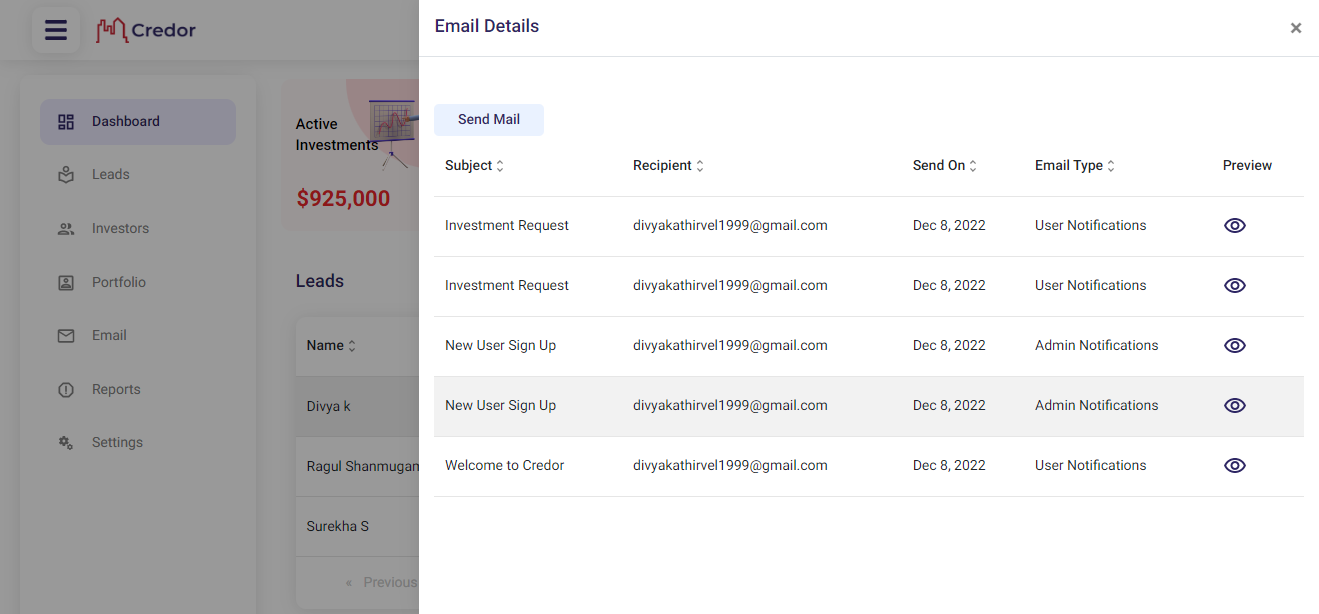 Credor
Dashboard
Leads
Investors
Portfolio
Email
Reports
Settings
Active
Investments
$925,000
Leads
Name
Divya k
Ragul Shanmugan
Surekha S
« Previous
Email Details
×
Send Mail
Subject Recipient Send On Email Type Preview
Investment Request divyakathirvel1999@gmail.com Dec 8, 2022 User Notifications
Investment Request divyakathirvel1999@gmail.com Dec 8, 2022 User Notifications
New User Sign Up divyakathirvel1999@gmail.com Dec 8, 2022 Admin Notifications
New User Sign Up divyakathirvel1999@gmail.com Dec 8, 2022 Admin Notifications
Welcome to Credor divyakathirvel1999@gmail.com Dec 8, 2022 User Notifications